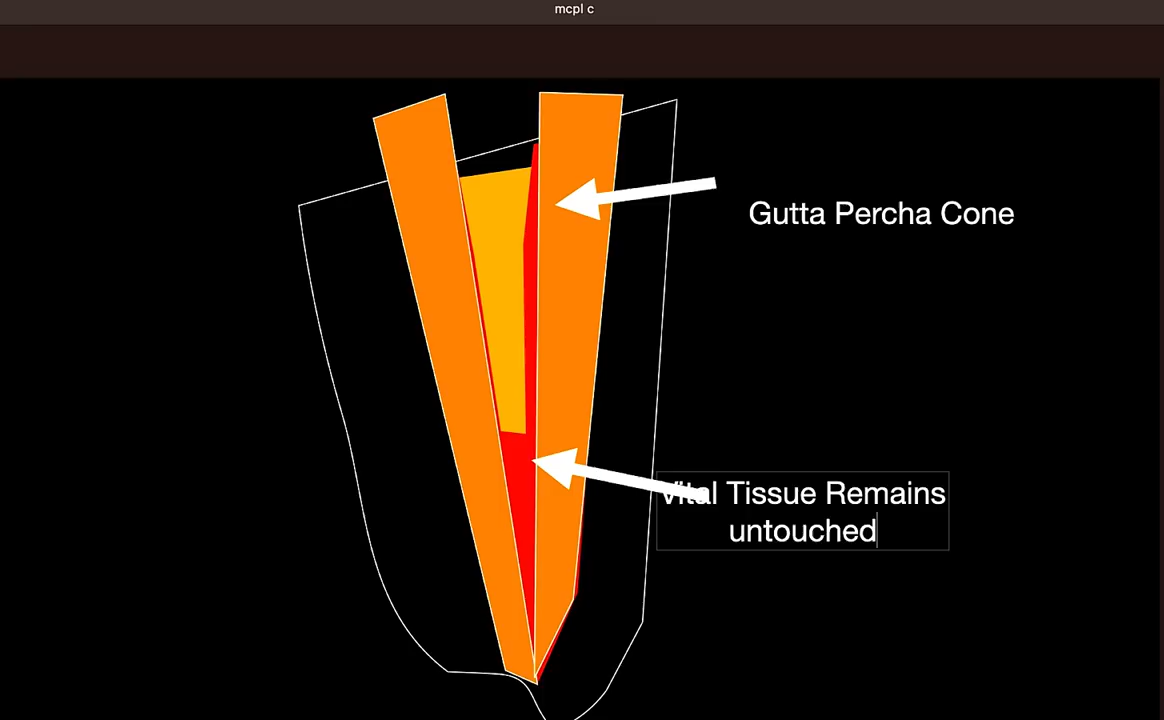 mcpl c
Gutta Percha Cone
Vital Tissue Remains
untouched